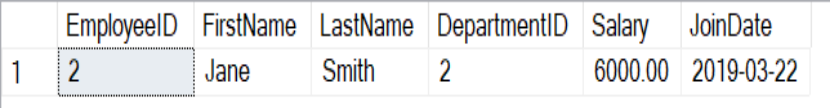 EmployeeID FirstName LastName DepartmentID Salary JoinDate
1 2 Jane Smith 2 6000.00 2019-03-22